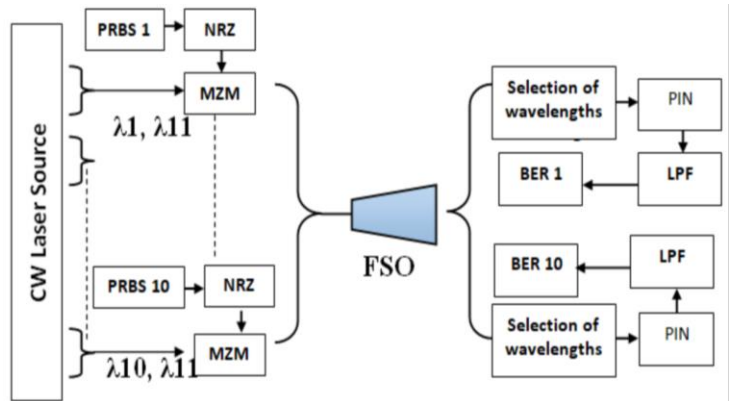 CW Laser Source
PRBS 1
NRZ
MZM
λ1, λ11
PRBS 10
NRZ
MZM
λ10, λ11
FSO
Selection of
wavelengths
PIN
LPF
BER 1
BER 10
LPF
Selection of
wavelengths
PIN